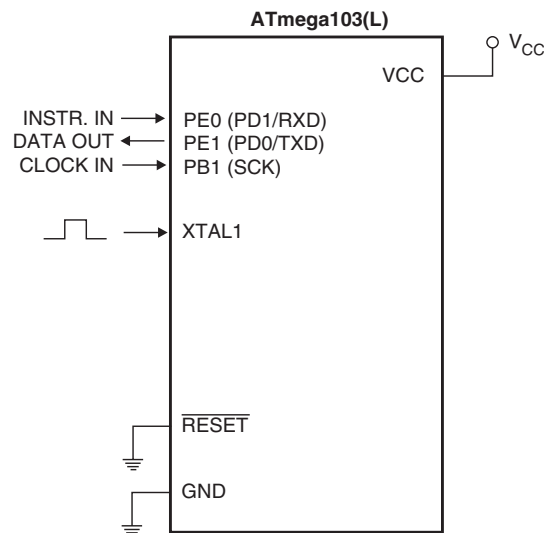 ATmega103(L)
VCC
V_CC
INSTR. IN
PE0 (PD1/RXD)
DATA OUT
PE1 (PD0/TXD)
CLOCK IN
PB1 (SCK)
XTAL1
RESET
GND